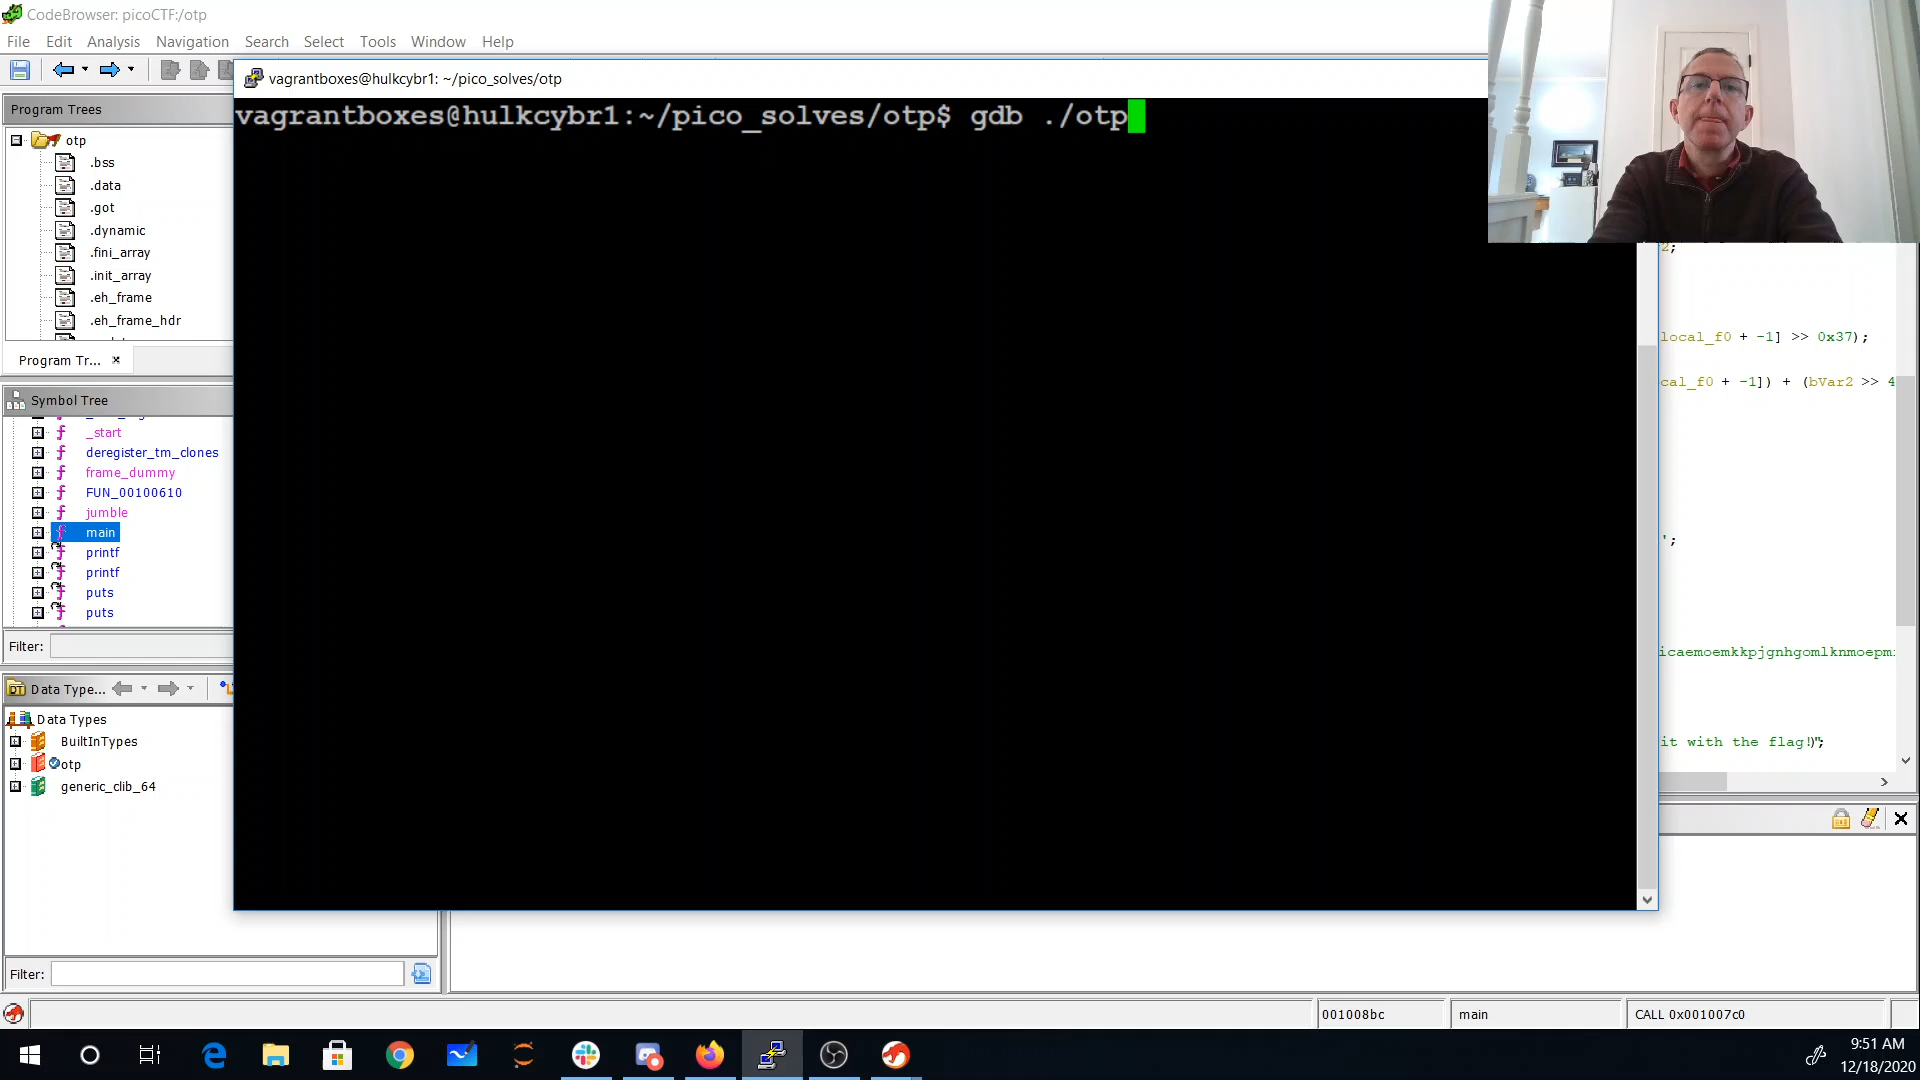 CodeBrowser: picoCTF:/otp
File Edit Analysis Navigation Search Select Tools Window Help
vagrantboxes@hulkcybr1: ~/pico_solves/otp
vagrantboxes@hulkcybr1:~/pico_solves/otp$ gdb ./otp
Program Trees
otp
.bss
.data
.got
.dynamic
.fini_array
.init_array
.eh_frame
.eh_frame_hdr
Program Tr...
Symbol Tree
_start
deregister_tm_clones
frame_dummy
FUN_00100610
jumble
main
printf
printf
puts
puts
Filter:
Data Type...
Data Types
BuiltInTypes
otp
generic_clib_64
Filter:
2;
local_f0 + -1] >> 0x37);
cal_f0 + -1]) + (bVar2 >> 4
';
icaemoemkkpjgnhgomlknmoepm
it with the flag!)";
001008bc
main
CALL 0x001007c0
9:51 AM
12/18/2020